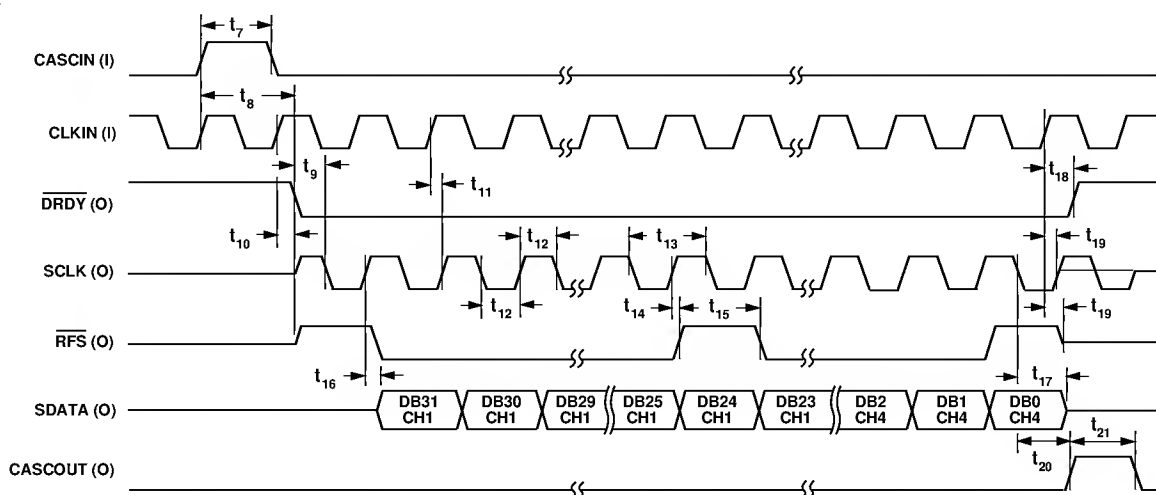 t7
CASCIN (I)
t8
CLKIN (I)
t9
t11
t18
DRDY (O)
t10
t12
t13
t19
SCLK (O)
t12
t14
t15
t19
RFS (O)
t16
t17
SDATA (O)
DB31 CH1
DB30 CH1
DB29 CH1
DB25 CH1
DB24 CH1
DB23 CH1
DB2 CH4
DB1 CH4
DB0 CH4
t20
t21
CASCOUT (O)